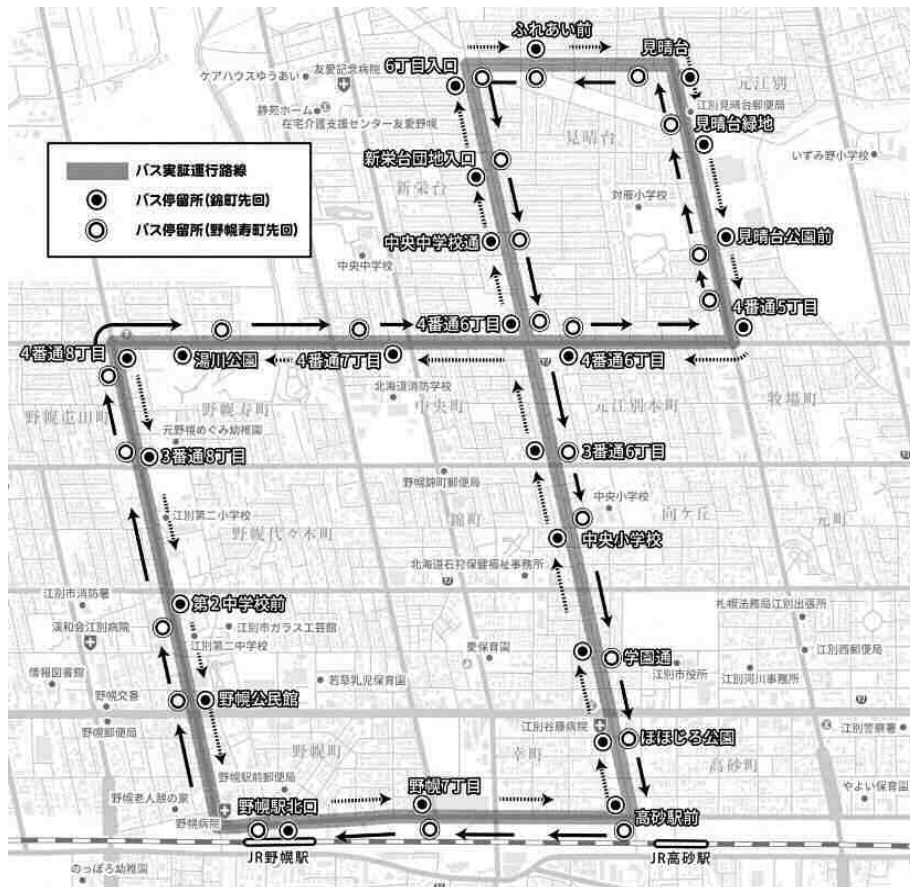 ふれあい前
見晴台
6丁目入口
友愛記念病院
ケアハウスゆうあい
元江別
静苑ホーム
江別見晴台郵便局
在宅介護支援センター友愛野幌
見晴台緑地
見晴台
いずみ野小学校
新栄台団地入口
バス実証運行路線
新栄台
バス停留所(錦町先回)
対雁小学校
バス停留所(野幌寿町先回)
中央中学校通
見晴台公園前
中央中学校
4番通6丁目
4番通5丁目
4番通8丁目
湯川公園
4番通7丁目
4番通6丁目
北海道消防学校
野幌屯田町
野幌寿町
中央町
元江別本町
牧場町
元野幌めぐみ幼稚園
3番通8丁目
3番通6丁目
野幌錦町郵便局
中央小学校
江別第二小学校
錦町
向ケ丘
元町
野幌代々木町
中央小学校
北海道石狩保健福祉事務所
江別市消防署
第2中学校前
札幌法務局江別出張所
渓和会江別病院
江別市ガラス工芸館
江別第二中学校
愛保育園
学園通
江別西郵便局
情報図書館
若草乳児保育園
江別市役所
江別河川事務所
野幌交番
野幌公民館
野幌郵便局
江別谷藤病院
ほほじろ公園
江別警察署
野幌町
幸町
高砂町
野幌駅前郵便局
野幌7丁目
やよい保育園
野幌老人憩の家
野幌駅北口
高砂駅前
野幌病院
JR野幌駅
JR高砂駅
のっぽろ幼稚園